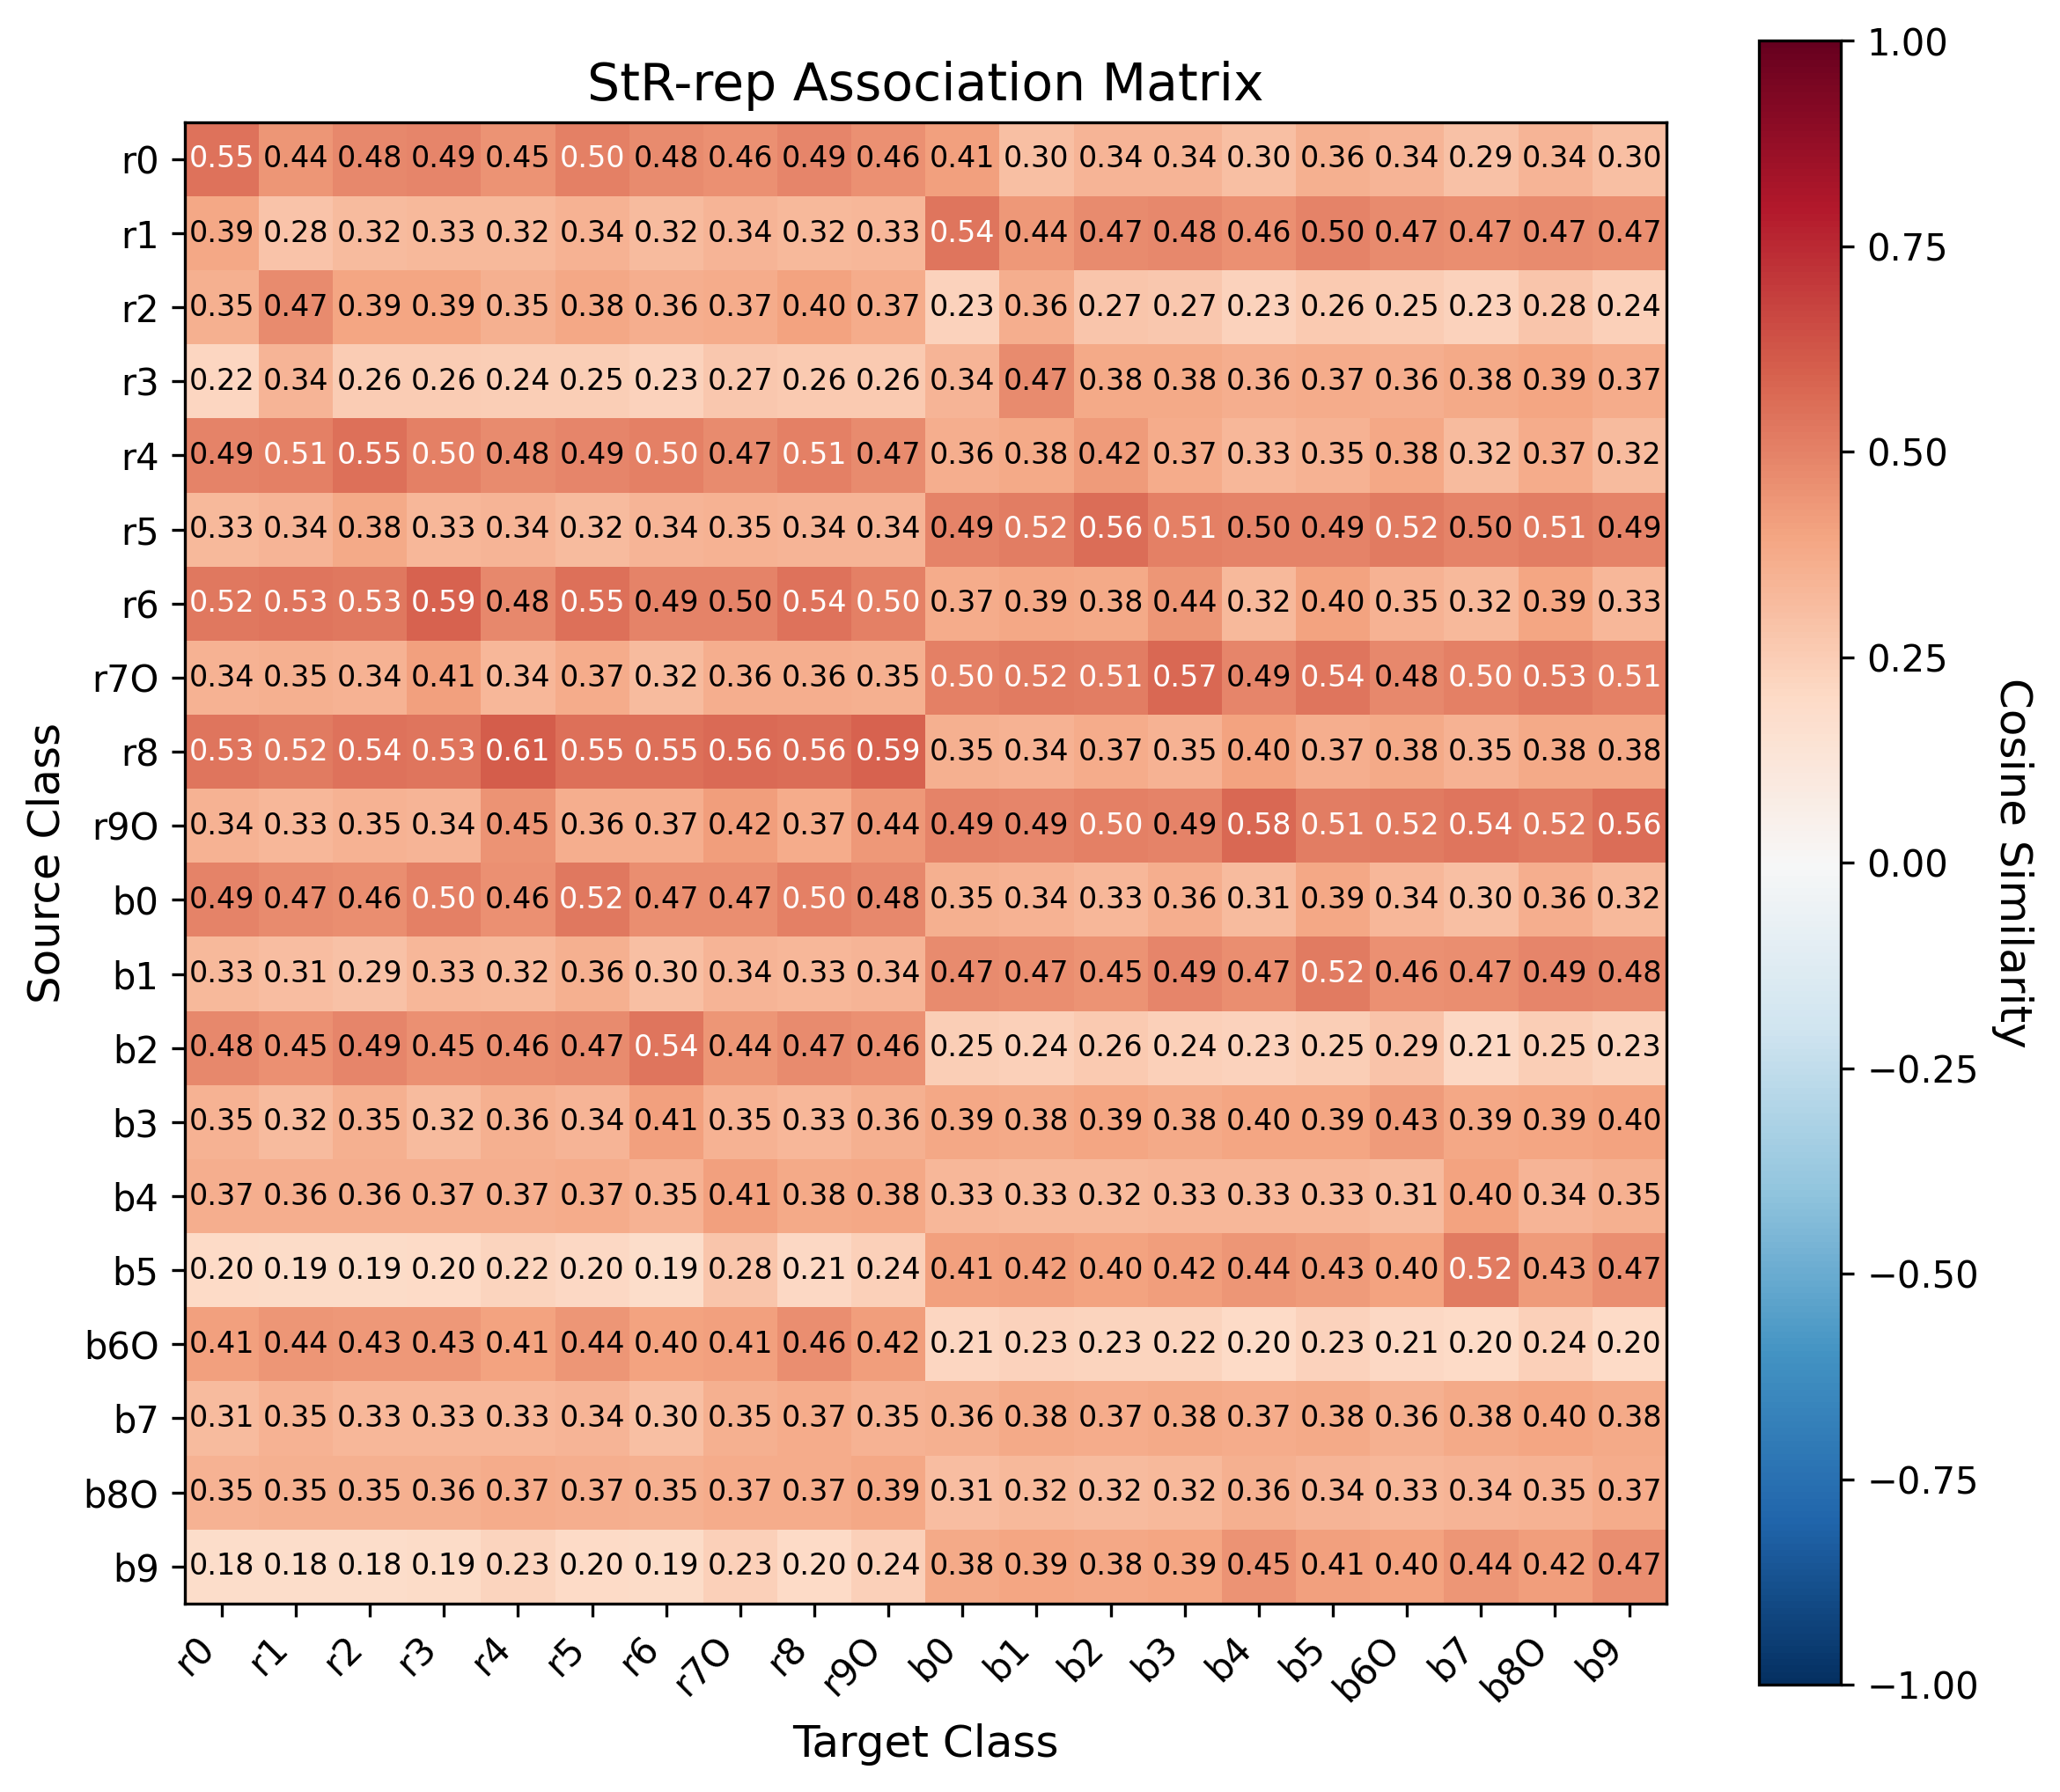 StR-rep Association Matrix
r0 0.55 0.44 0.48 0.49 0.45 0.50 0.48 0.46 0.49 0.46 0.41 0.30 0.34 0.34 0.30 0.36 0.34 0.29 0.34 0.30
r1 0.39 0.28 0.32 0.33 0.32 0.34 0.32 0.34 0.32 0.33 0.54 0.44 0.47 0.48 0.46 0.50 0.47 0.47 0.47 0.47
r2 0.35 0.47 0.39 0.39 0.35 0.38 0.36 0.37 0.40 0.37 0.23 0.36 0.27 0.27 0.23 0.26 0.25 0.23 0.28 0.24
r3 0.22 0.34 0.26 0.26 0.24 0.25 0.23 0.27 0.26 0.26 0.34 0.47 0.38 0.38 0.36 0.37 0.36 0.38 0.39 0.37
r4 0.49 0.51 0.55 0.50 0.48 0.49 0.50 0.47 0.51 0.47 0.36 0.38 0.42 0.37 0.33 0.35 0.38 0.32 0.37 0.32
r5 0.33 0.34 0.38 0.33 0.34 0.32 0.34 0.35 0.34 0.34 0.49 0.52 0.56 0.51 0.50 0.49 0.52 0.50 0.51 0.49
r6 0.52 0.53 0.53 0.59 0.48 0.55 0.49 0.50 0.54 0.50 0.37 0.39 0.38 0.44 0.32 0.40 0.35 0.32 0.39 0.33
r7O 0.34 0.35 0.34 0.41 0.34 0.37 0.32 0.36 0.36 0.35 0.50 0.52 0.51 0.57 0.49 0.54 0.48 0.50 0.53 0.51
r8 0.53 0.52 0.54 0.53 0.61 0.55 0.55 0.56 0.56 0.59 0.35 0.34 0.37 0.35 0.40 0.37 0.38 0.35 0.38 0.38
r9O 0.34 0.33 0.35 0.34 0.45 0.36 0.37 0.42 0.37 0.44 0.49 0.49 0.50 0.49 0.58 0.51 0.52 0.54 0.52 0.56
b0 0.49 0.47 0.46 0.50 0.46 0.52 0.47 0.47 0.50 0.48 0.35 0.34 0.33 0.36 0.31 0.39 0.34 0.30 0.36 0.32
b1 0.33 0.31 0.29 0.33 0.32 0.36 0.30 0.34 0.33 0.34 0.47 0.47 0.45 0.49 0.47 0.52 0.46 0.47 0.49 0.48
b2 0.48 0.45 0.49 0.45 0.46 0.47 0.54 0.44 0.47 0.46 0.25 0.24 0.26 0.24 0.23 0.25 0.29 0.21 0.25 0.23
b3 0.35 0.32 0.35 0.32 0.36 0.34 0.41 0.35 0.33 0.36 0.39 0.38 0.39 0.38 0.40 0.39 0.43 0.39 0.39 0.40
b4 0.37 0.36 0.36 0.37 0.37 0.37 0.35 0.41 0.38 0.38 0.33 0.33 0.32 0.33 0.33 0.33 0.31 0.40 0.34 0.35
b5 0.20 0.19 0.19 0.20 0.22 0.20 0.19 0.28 0.21 0.24 0.41 0.42 0.40 0.42 0.44 0.43 0.40 0.52 0.43 0.47
b6O 0.41 0.44 0.43 0.43 0.41 0.44 0.40 0.41 0.46 0.42 0.21 0.23 0.23 0.22 0.20 0.23 0.21 0.20 0.24 0.20
b7 0.31 0.35 0.33 0.33 0.33 0.34 0.30 0.35 0.37 0.35 0.36 0.38 0.37 0.38 0.37 0.38 0.36 0.38 0.40 0.38
b8O 0.35 0.35 0.35 0.36 0.37 0.37 0.35 0.37 0.37 0.39 0.31 0.32 0.32 0.32 0.36 0.34 0.33 0.34 0.35 0.37
b9 0.18 0.18 0.18 0.19 0.23 0.20 0.19 0.23 0.20 0.24 0.38 0.39 0.38 0.39 0.45 0.41 0.40 0.44 0.42 0.47
r0 r1 r2 r3 r4 r5 r6 r7O r8 r9O b0 b1 b2 b3 b4 b5 b6O b7 b8O b9
Target Class
Source Class
1.00
0.75
0.50
0.25
0.00
−0.25
−0.50
−0.75
−1.00
Cosine Similarity